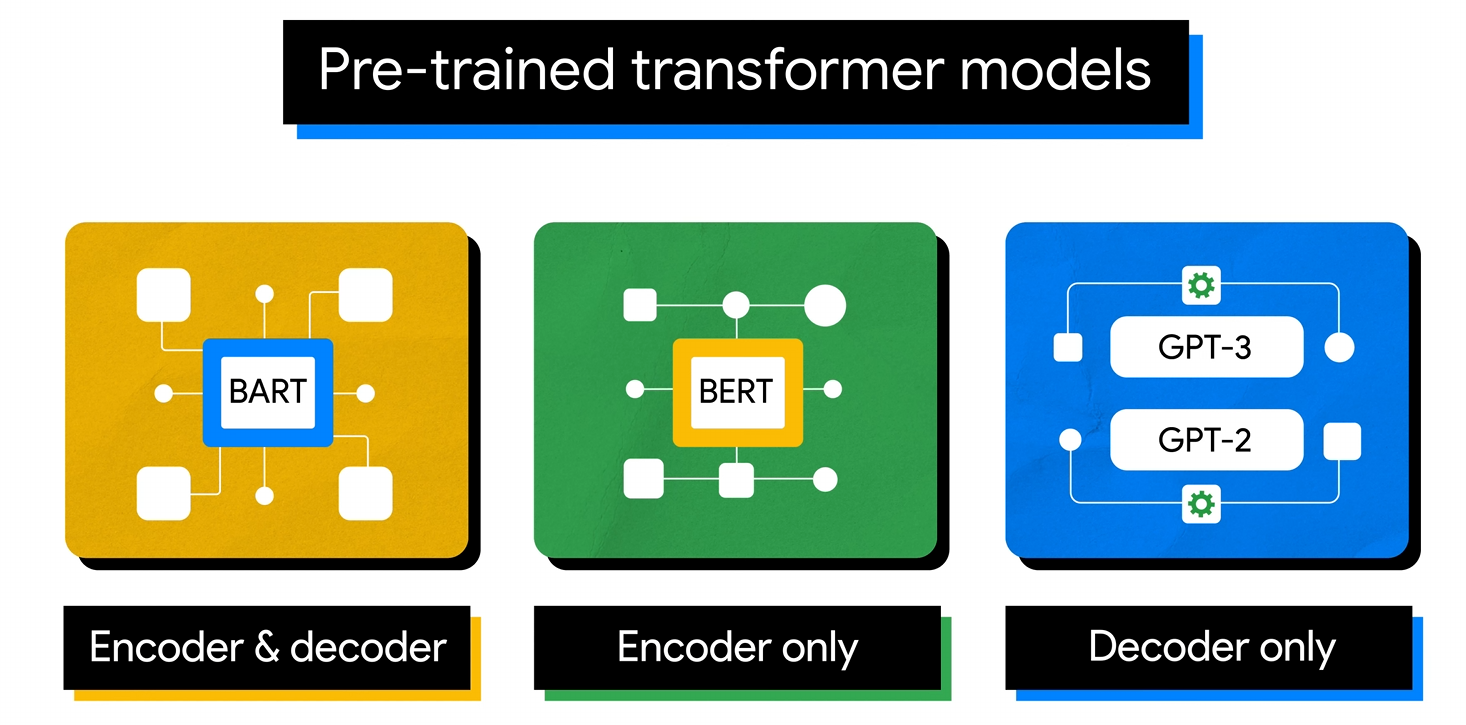 Pre-trained transformer models
BART
BERT
GPT-3
GPT-2
Encoder & decoder
Encoder only
Decoder only